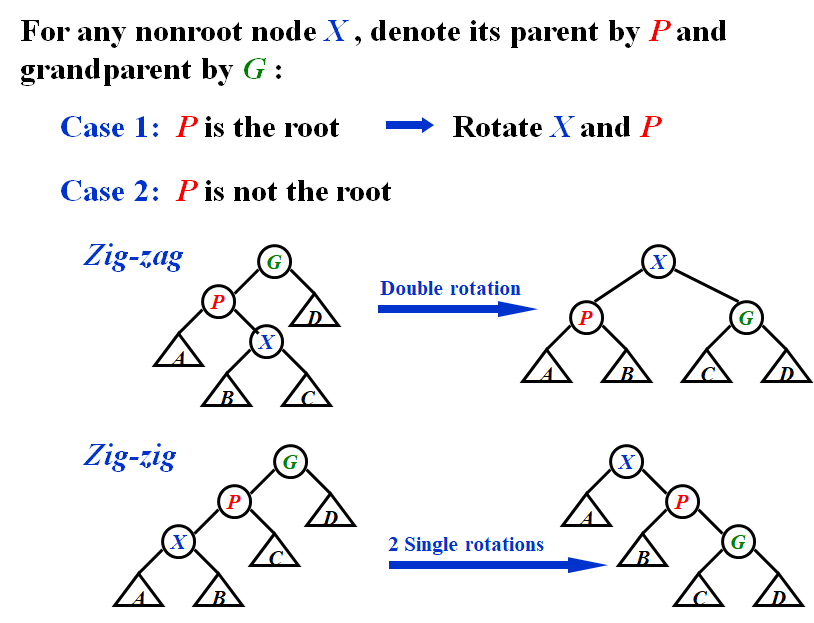 For any nonroot node X , denote its parent by P and
grandparent by G :
Case 1: P is the root Rotate X and P
Case 2: P is not the root
Zig-zag
G
P
D
X
A
B
C
Double rotation
X
P
G
A
B
C
D
Zig-zig
G
P
D
X
C
A
B
2 Single rotations
X
A
P
B
G
C
D